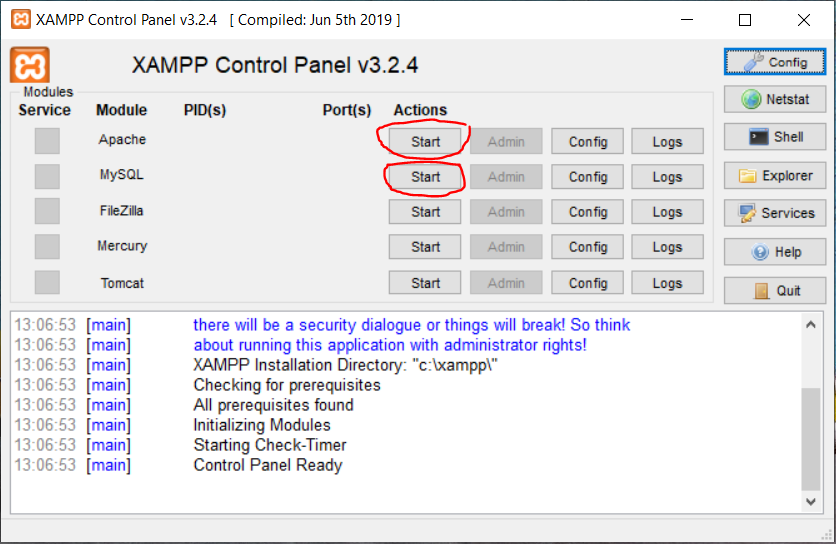 XAMPP Control Panel v3.2.4 [ Compiled: Jun 5th 2019 ]
XAMPP Control Panel v3.2.4
Config
Modules
Service Module PID(s) Port(s) Actions
Netstat
Apache Start Admin Config Logs
Shell
MySQL Start Admin Config Logs
Explorer
FileZilla Start Admin Config Logs
Services
Mercury Start Admin Config Logs
Help
Tomcat Start Admin Config Logs
Quit
13:06:53 [main] there will be a security dialogue or things will break! So think
13:06:53 [main] about running this application with administrator rights!
13:06:53 [main] XAMPP Installation Directory: "c:\xampp\"
13:06:53 [main] Checking for prerequisites
13:06:53 [main] All prerequisites found
13:06:53 [main] Initializing Modules
13:06:53 [main] Starting Check-Timer
13:06:53 [main] Control Panel Ready